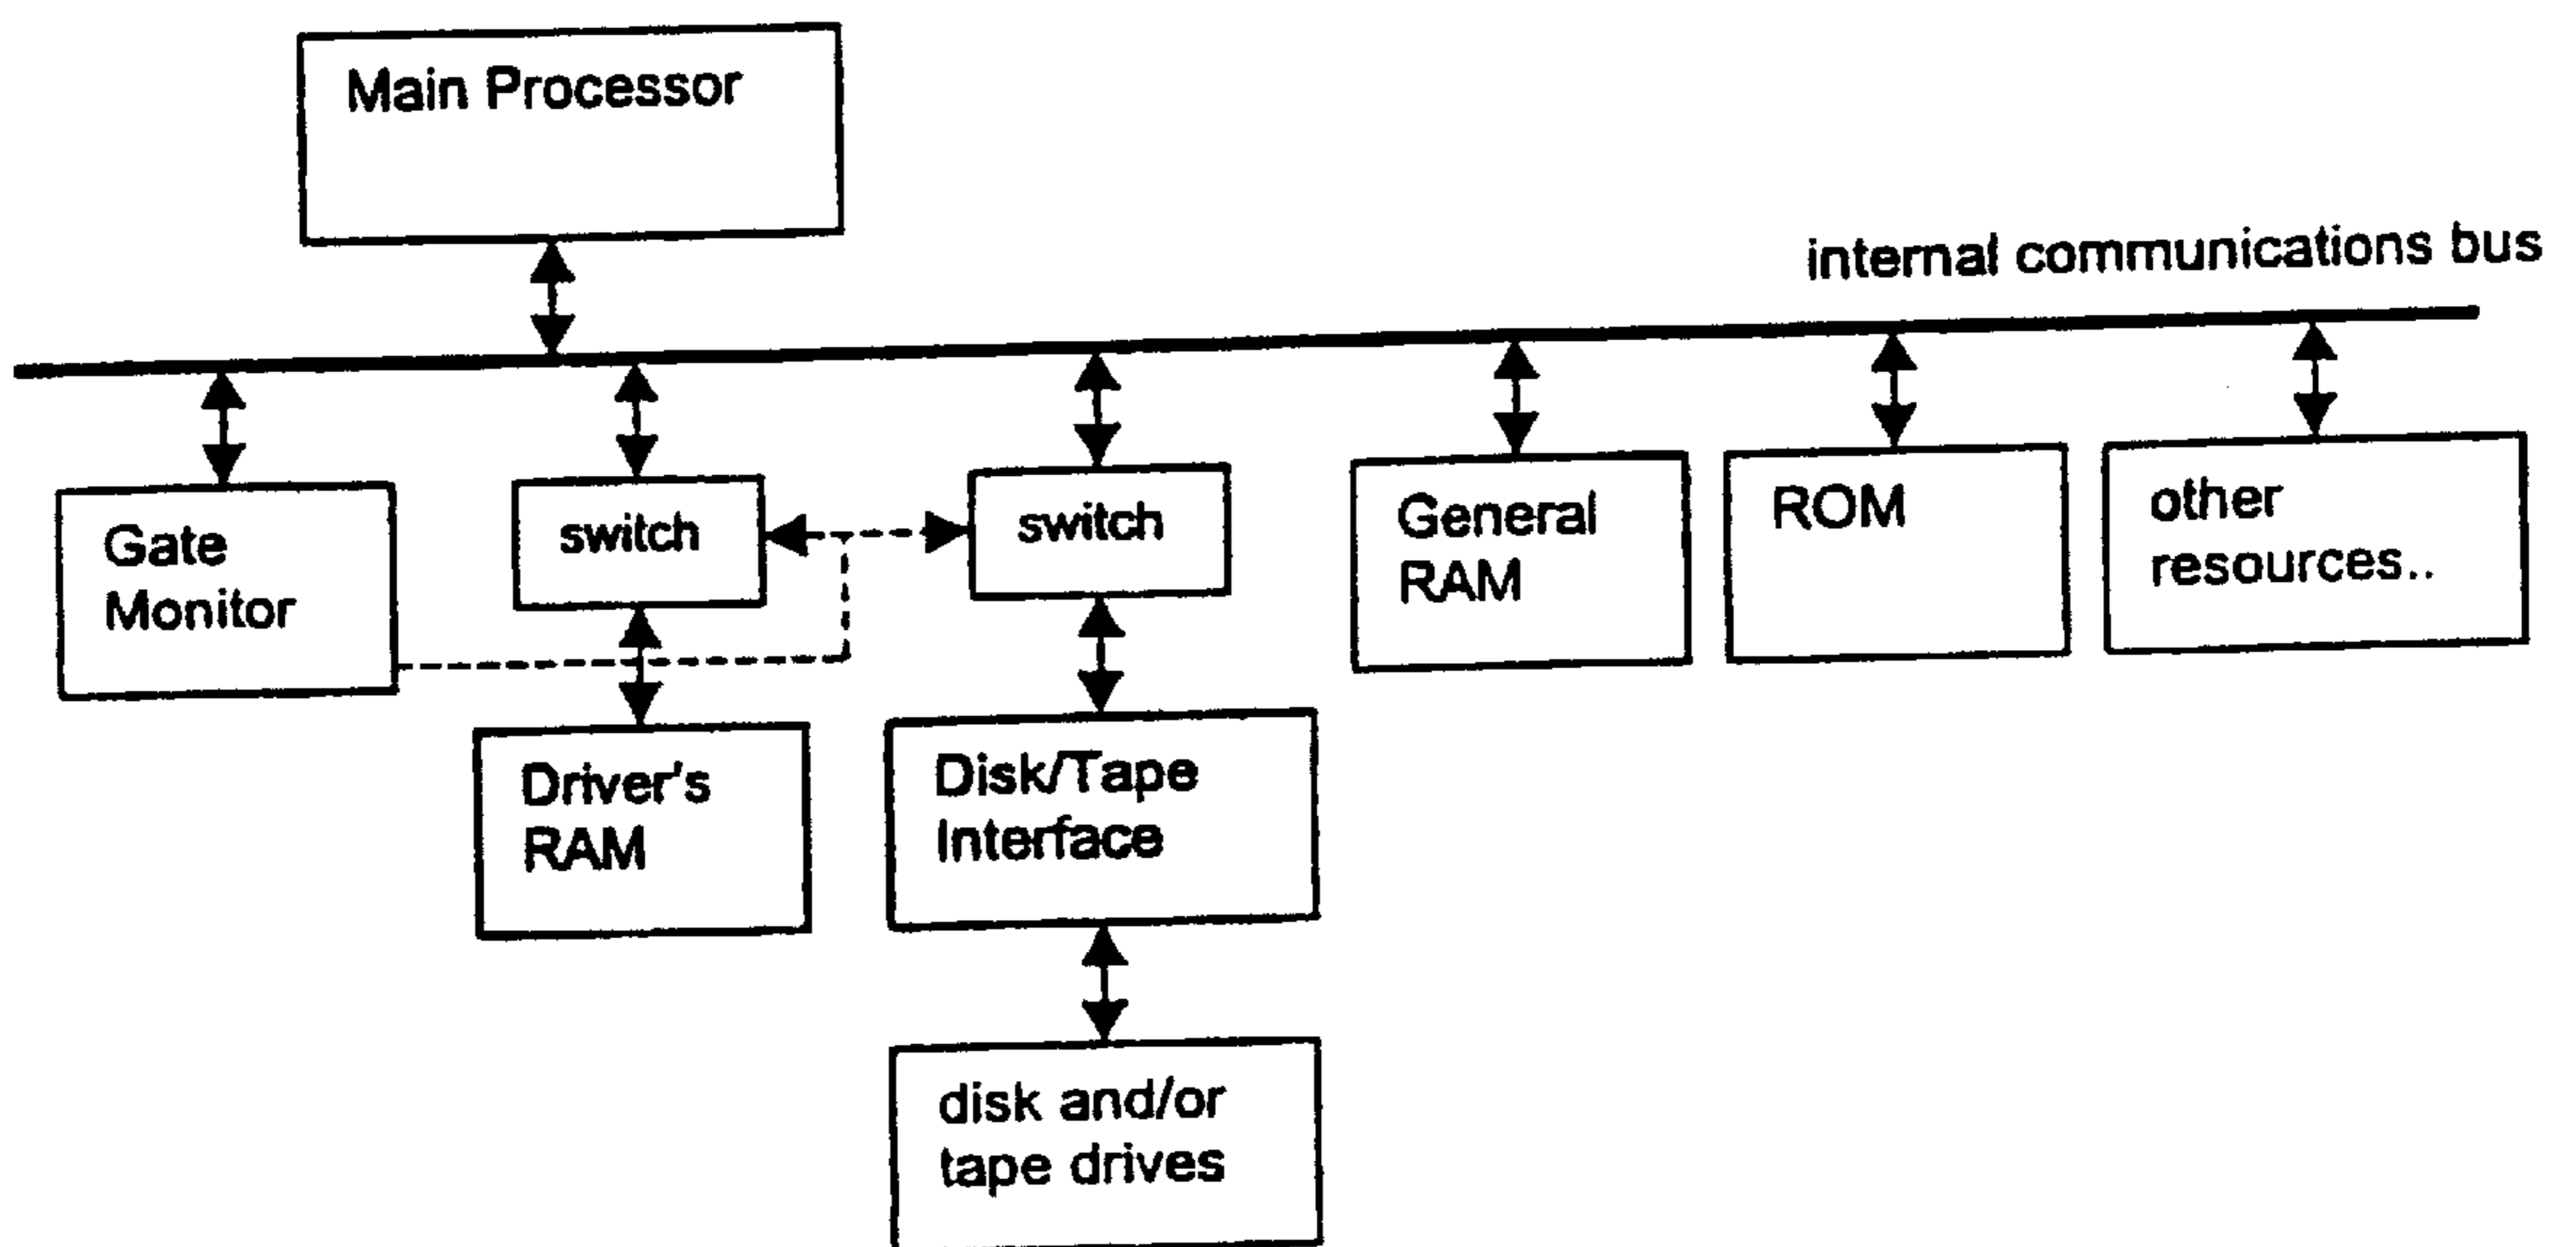 Main Processor
internal communications bus
Gate
Monitor
switch
switch
General
RAM
ROM
other
resources..
Driver's
RAM
Disk/Tape
Interface
disk and/or
tape drives